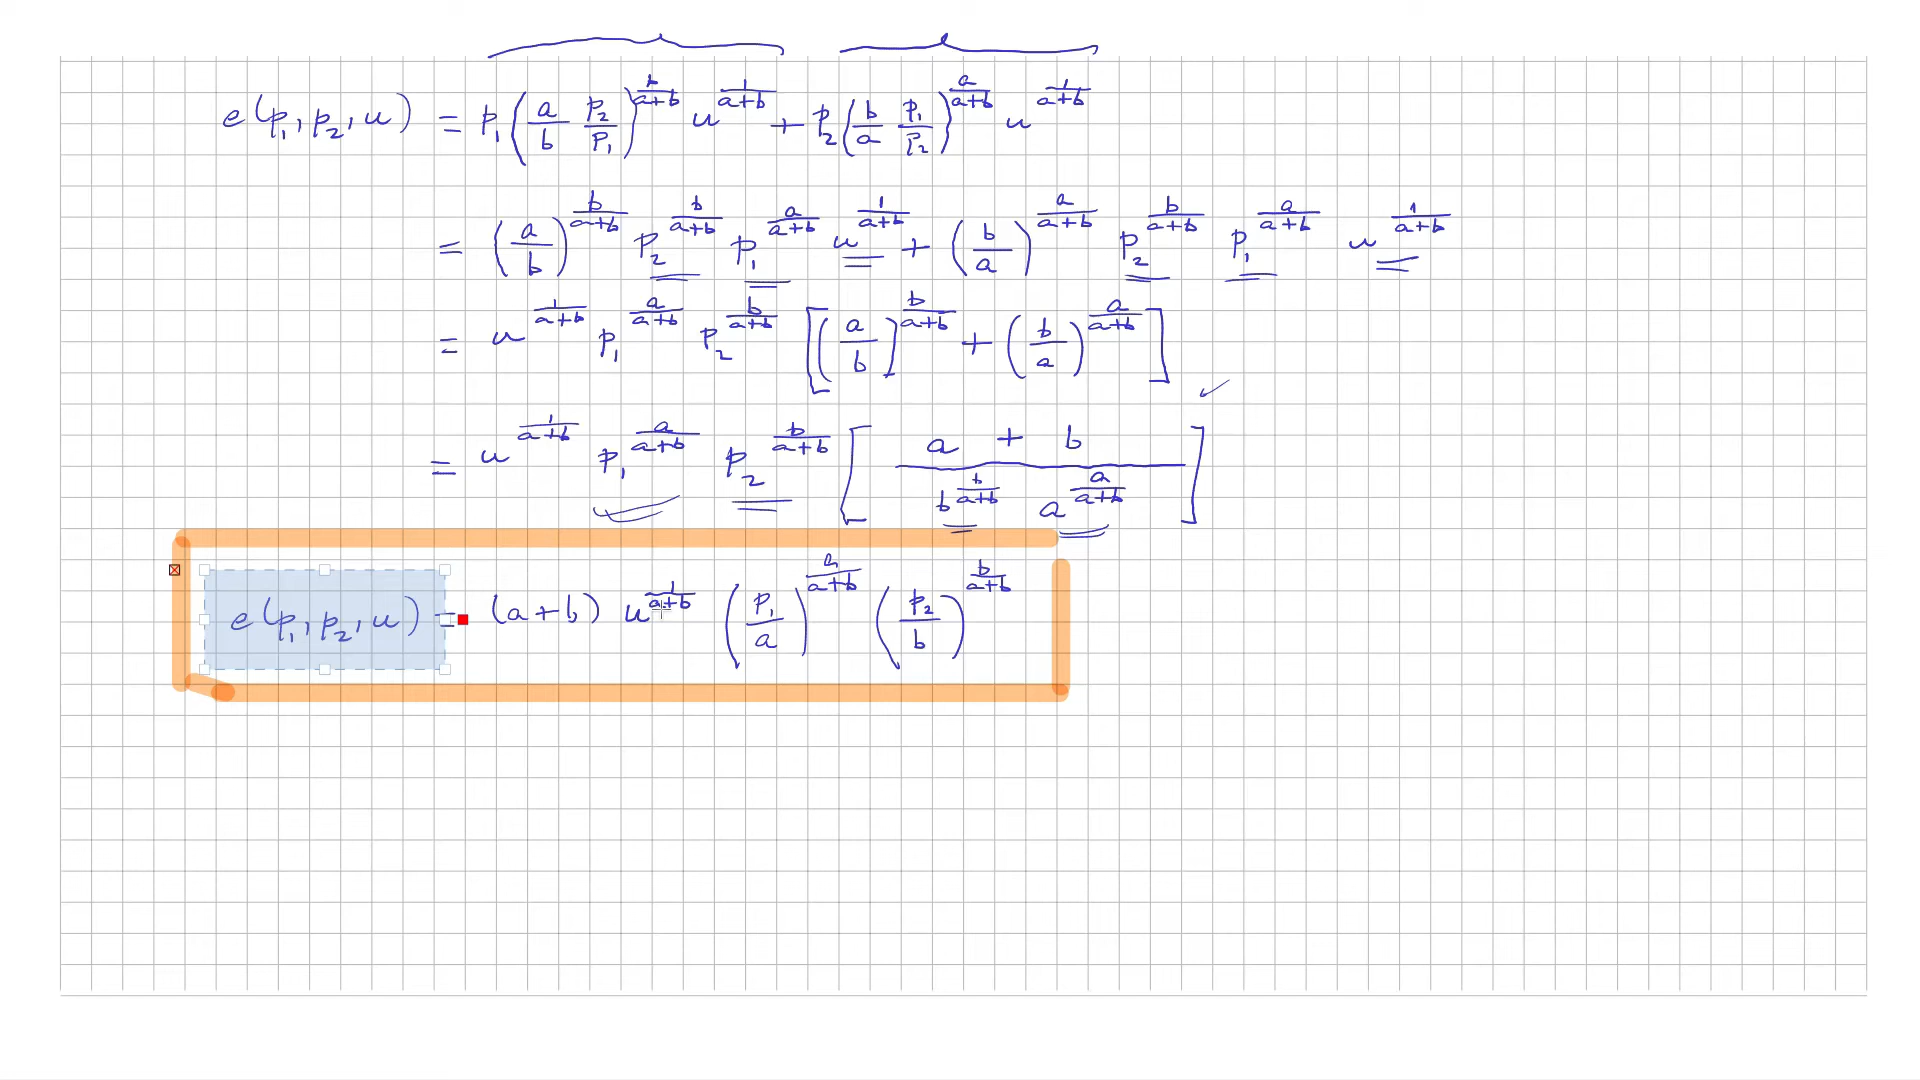 e(p₁, p₂, u) = p₁ (a/b p₂/p₁)^(b/(a+b)) u^(1/(a+b)) + p₂ (b/a p₁/p₂)^(a/(a+b)) u^(1/(a+b))
= (a/b)^(b/(a+b)) p₂^(b/(a+b)) p₁^(a/(a+b)) u^(1/(a+b)) + (b/a)^(a/(a+b)) p₂^(b/(a+b)) p₁^(a/(a+b)) u^(1/(a+b))
= u^(1/(a+b)) p₁^(a/(a+b)) p₂^(b/(a+b)) [(a/b]^(b/(a+b)) + (b/a)^(a/(a+b))]
= u^(1/(a+b)) p₁^(a/(a+b)) p₂^(b/(a+b)) [(a + b)/(b^(b/(a+b)) a^(a/(a+b)))]
e(p₁, p₂, u) = (a+b) u^(1/(a+b)) (p₁/a)^(a/(a+b)) (p₂/b)^(b/(a+b))